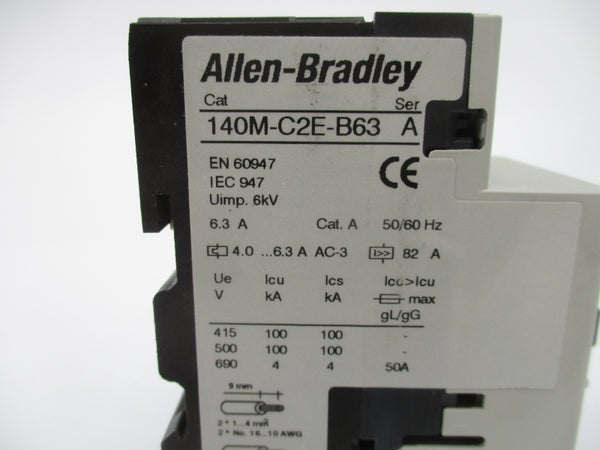 Allen-Bradley
Cat Ser
140M-C2E-B63 A
EN 60947
IEC 947
Uimp. 6kV
CE
6.3 A Cat. A 50/60 Hz
4.0 ...6.3 A AC-3 I>> 82 A
Ue Icu Ics Icc>Icu
V kA kA max
gL/gG
415 100 100 -
500 100 100 -
690 4 4 50A
9 mm
2 * 1...4 mm²
2 * No. 16...10 AWG